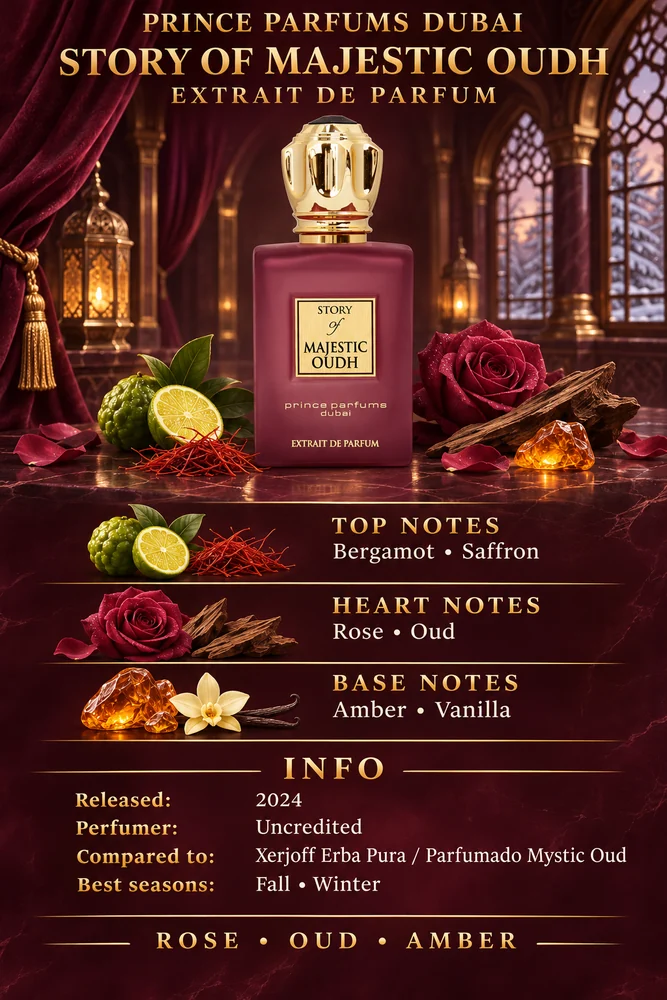 PRINCE PARFUMS DUBAI
STORY OF MAJESTIC OUDH
EXTRAIT DE PARFUM
STORY
of
MAJESTIC
OUDH
prince parfums
dubai
EXTRAIT DE PARFUM
TOP NOTES
Bergamot • Saffron
HEART NOTES
Rose • Oud
BASE NOTES
Amber • Vanilla
INFO
Released: 2024
Perfumer: Uncredited
Compared to: Xerjoff Erba Pura / Parfumado Mystic Oud
Best seasons: Fall • Winter
ROSE • OUD • AMBER